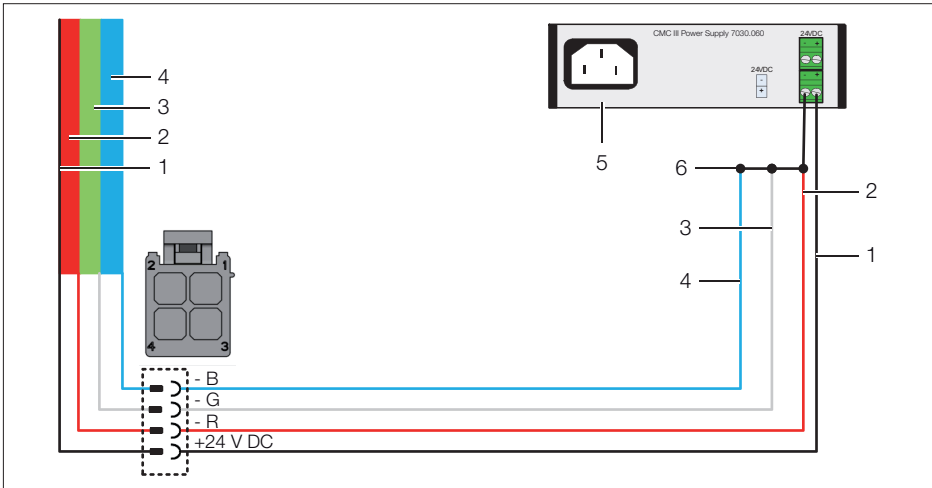 CMC III Power Supply 7030.060
24VDC
- +
24VDC
-
+
- +
4
3
2
1
5
6
2
3
1
4
2 1
4 3
- B
- G
- R
+24 V DC